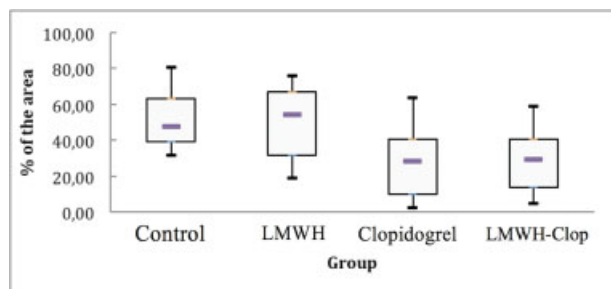 100,00
80,00
60,00
40,00
20,00
0,00
% of the area
Control LMWH Clopidogrel LMWH-Clop
Group